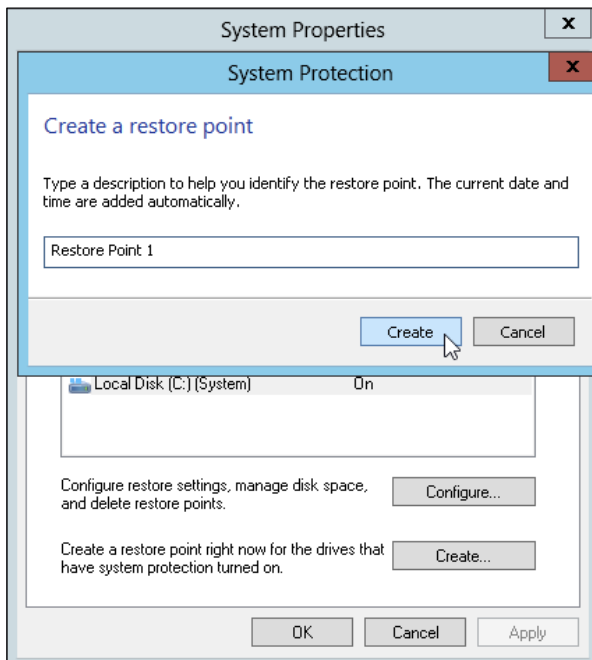 System Properties
x
System Protection
x
Create a restore point
Type a description to help you identify the restore point. The current date and
time are added automatically.
Restore Point 1
Create
Cancel
Local Disk (C:) (System)
On
Configure restore settings, manage disk space,
and delete restore points.
Configure...
Create a restore point right now for the drives that
have system protection turned on.
Create...
OK
Cancel
Apply